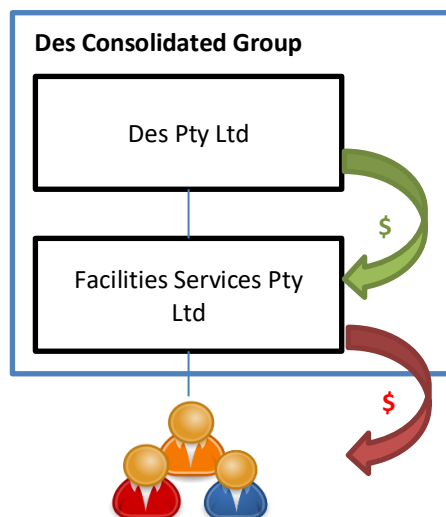 Des Consolidated Group
Des Pty Ltd
$
Facilities Services Pty
Ltd
$